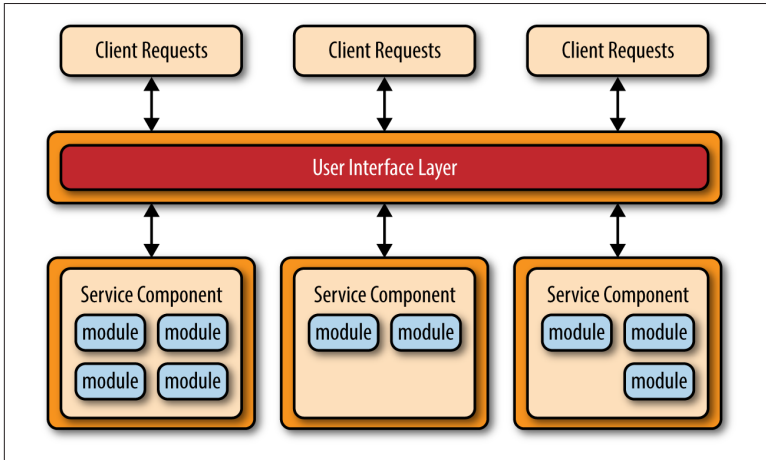 Client Requests
Client Requests
Client Requests
User Interface Layer
Service Component
module module
module module
Service Component
module module
Service Component
module module
module